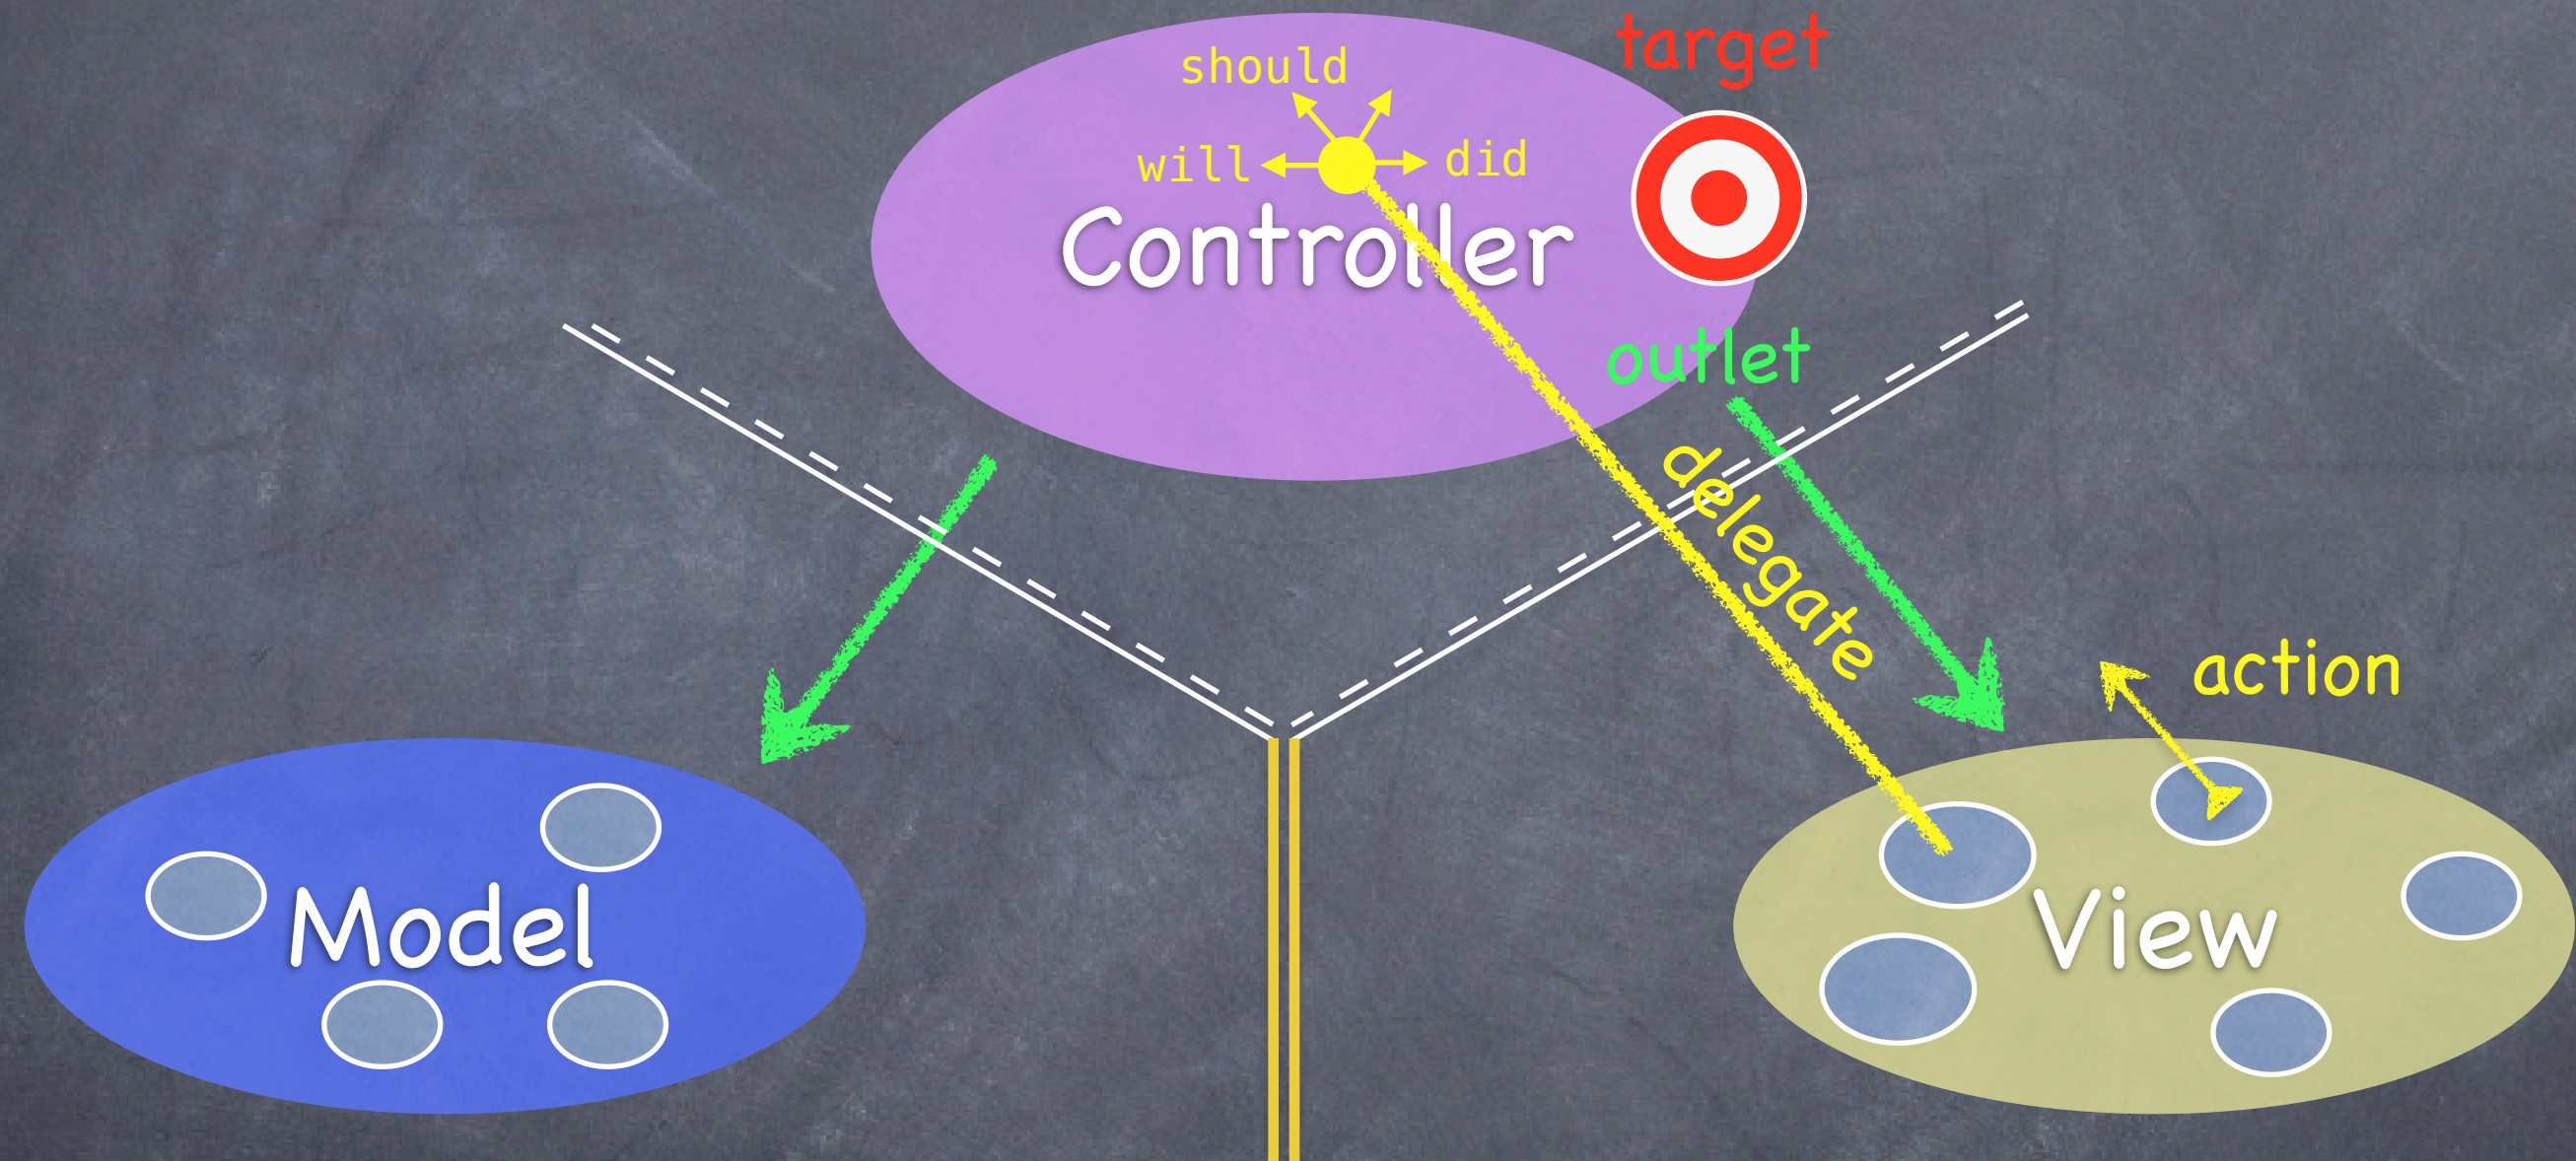 target
should
will
did
Controller
outlet
delegate
action
Model
View